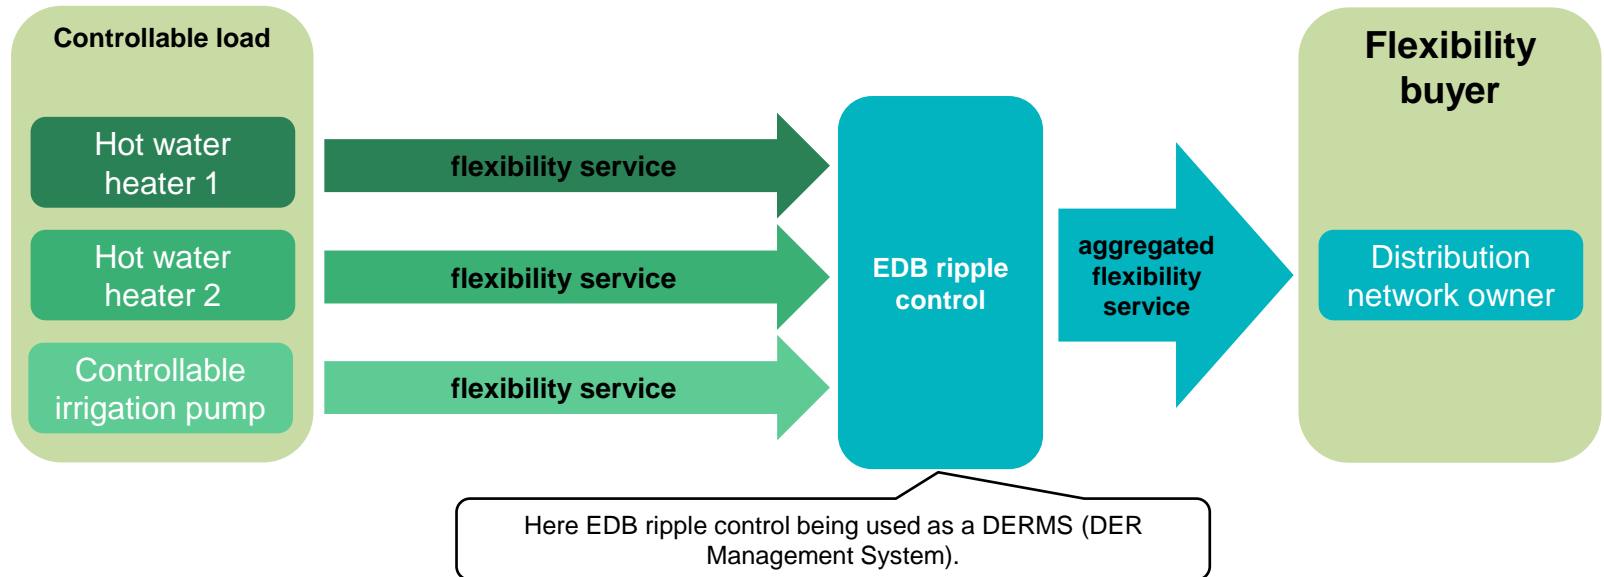 Controllable load
Hot water
heater 1
Hot water
heater 2
Controllable
irrigation pump
flexibility service
flexibility service
flexibility service
EDB ripple
control
aggregated
flexibility
service
Flexibility
buyer
Distribution
network owner
Here EDB ripple control being used as a DERMS (DER
Management System).